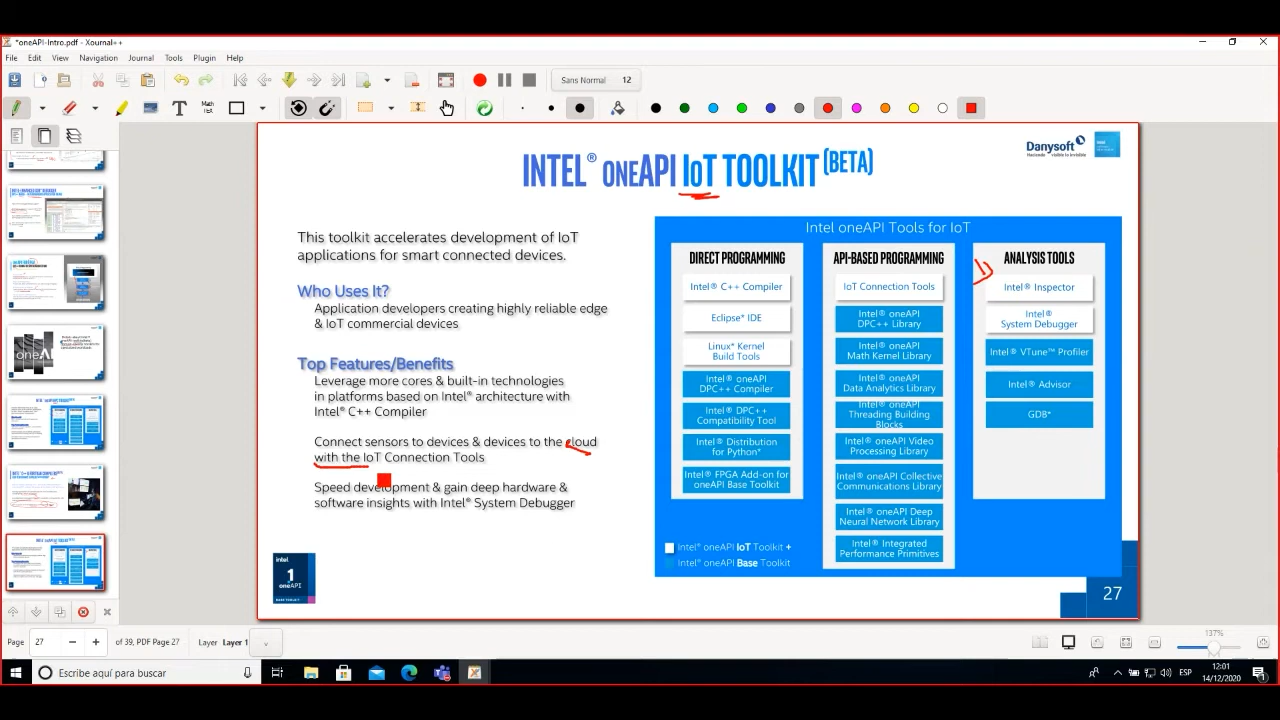 *oneAPI-Intro.pdf - Xournal++
File Edit View Navigation Journal Tools Plugin Help
Sans Normal 12
Danysoft
INTEL® oneAPI IoT TOOLKIT (BETA)
This toolkit accelerates development of IoT
applications for smart connected devices.
Who Uses It?
Application developers creating highly reliable edge
& IoT commercial devices
Top Features/Benefits
Leverage more cores & built-in technologies
in platforms based on Intel® architecture with
Intel® C++ Compiler
Connect sensors to devices & devices to the cloud
with the IoT Connection Tools
Speed development & gain deep hardware &
software insights with Intel® System Debugger
intel
1
oneAPI
BASE TOOLKIT
Intel oneAPI Tools for IoT
DIRECT PROGRAMMING
Intel® C++ Compiler
Eclipse* IDE
Linux* Kernel
Build Tools
Intel® oneAPI
DPC++ Compiler
Intel® DPC++
Compatibility Tool
Intel® Distribution
for Python*
Intel® FPGA Add-on for
oneAPI Base Toolkit
API-BASED PROGRAMMING
IoT Connection Tools
Intel® oneAPI
DPC++ Library
Intel® oneAPI
Math Kernel Library
Intel® oneAPI
Data Analytics Library
Intel® oneAPI
Threading Building
Blocks
Intel® oneAPI Video
Processing Library
Intel® oneAPI Collective
Communications Library
Intel® oneAPI Deep
Neural Network Library
Intel® Integrated
Performance Primitives
ANALYSIS TOOLS
Intel® Inspector
Intel®
System Debugger
Intel® VTune™ Profiler
Intel® Advisor
GDB*
Intel® oneAPI IoT Toolkit +
Intel® oneAPI Base Toolkit
27
Page 27 of 39, PDF Page 27 Layer Layer 1
137%
Escribe aquí para buscar
ESP
12:01
14/12/2020